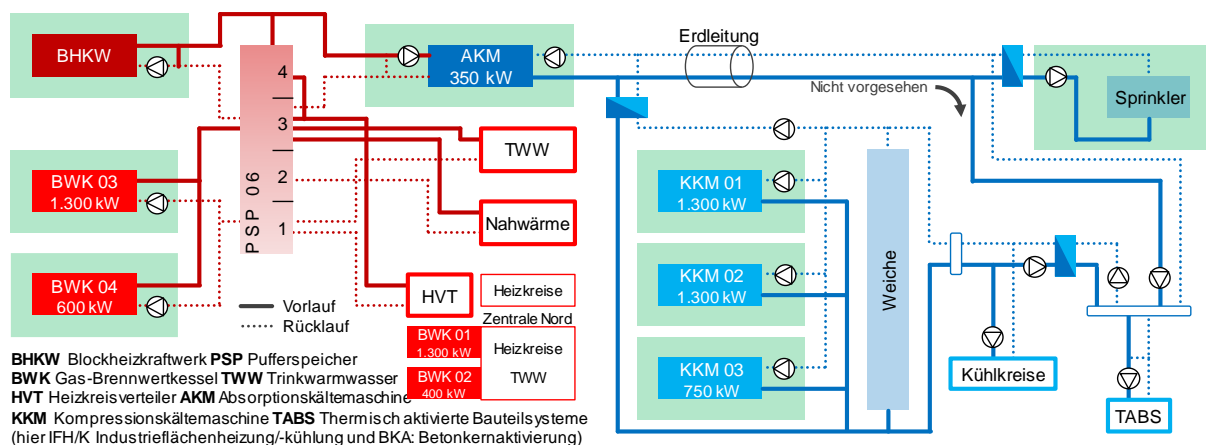 BHKW
4
3
2
1
PSP 06
BWK 03
1.300 kW
BWK 04
600 kW
Vorlauf
Rücklauf
AKM
350 kW
TWW
Nahwärme
HVT
Heizkreise
Zentrale Nord
BWK 01
1.300 kW
BWK 02
400 kW
Heizkreise
TWW
Erdleitung
Nicht vorgesehen
Sprinkler
KKM 01
1.300 kW
KKM 02
1.300 kW
KKM 03
750 kW
Weiche
Kühlkreise
TABS
BHKW Blockheizkraftwerk PSP Pufferspeicher
BWK Gas-Brennwertkessel TWW Trinkwarmwasser
HVT Heizkreisverteiler AKM Absorptionskältemaschine
KKM Kompressionskältemaschine TABS Thermisch aktivierte Bauteilsysteme
(hier IFH/K Industrieflächenheizung/-kühlung und BKA: Betonkernaktivierung)